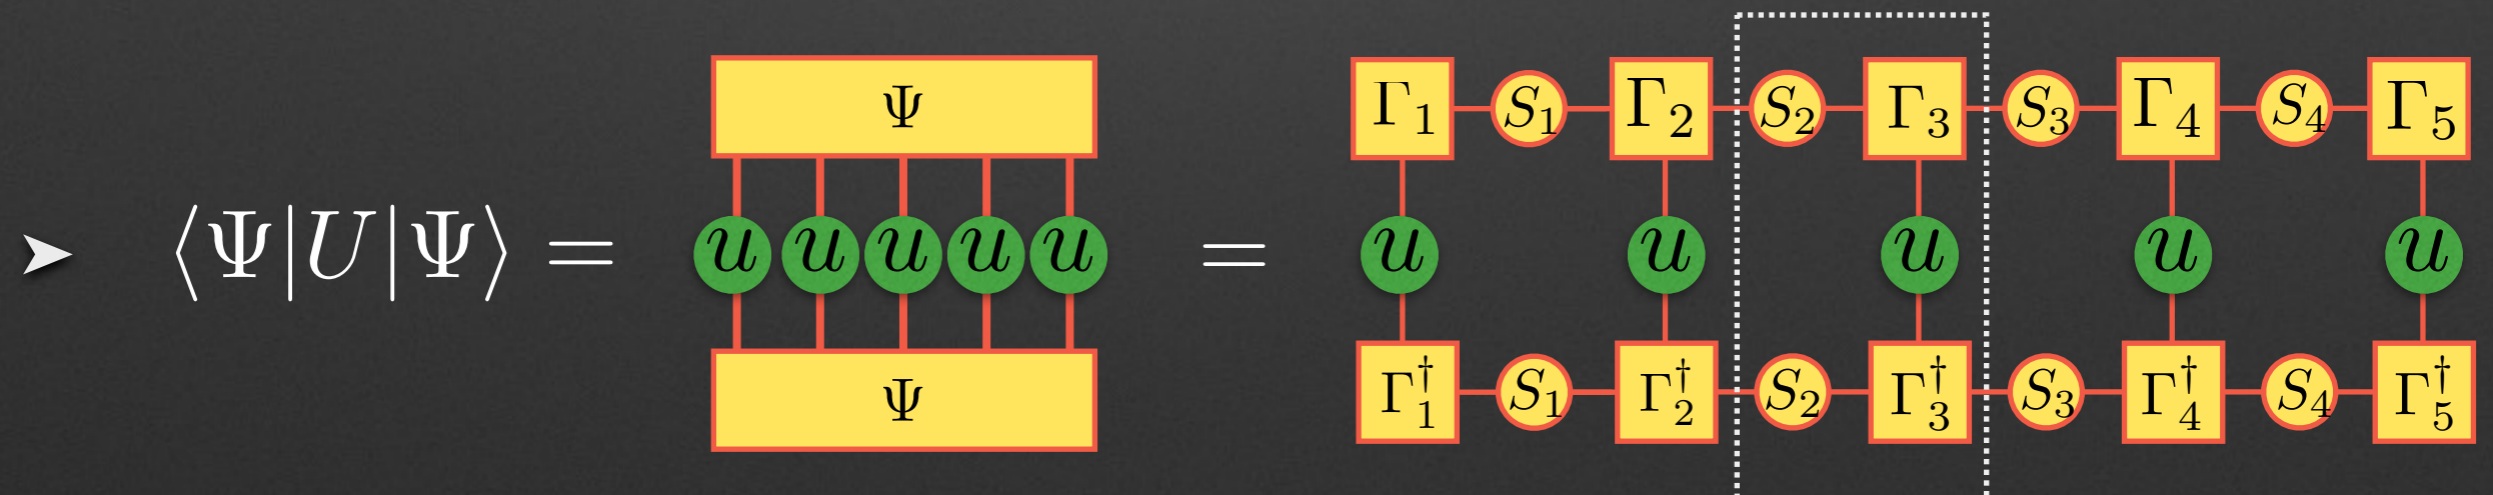 Ψ Γ₁ S₁ Γ₂ S₂ Γ₃ S₃ Γ₄ S₄ Γ₅
➤ ⟨Ψ|U|Ψ⟩ = u u u u u = u u u u u
Ψ Γ₁† S₁ Γ₂† S₂ Γ₃† S₃ Γ₄† S₄ Γ₅†